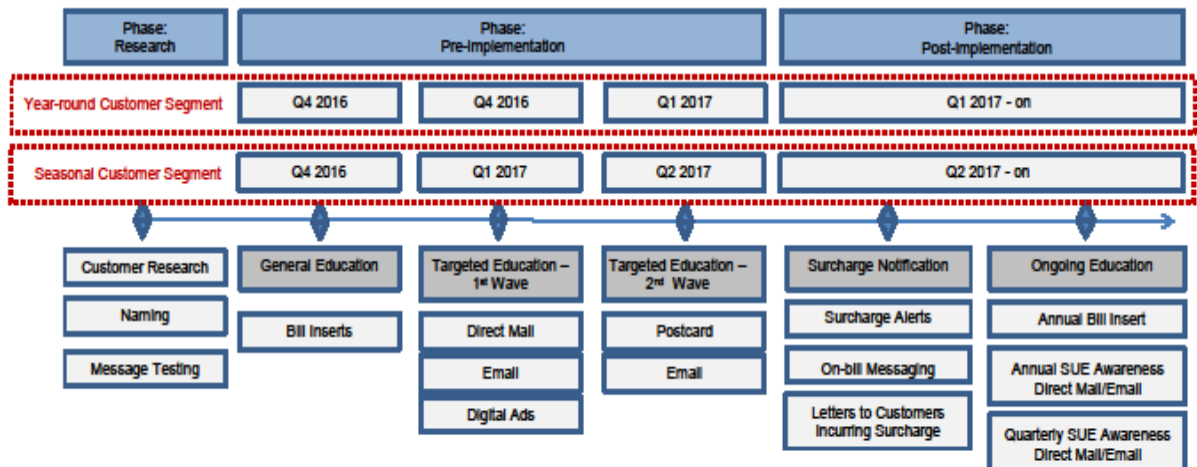 Phase:
Research
Phase:
Pre-Implementation
Phase:
Post-Implementation
Year-round Customer Segment
Q4 2016
Q4 2016
Q1 2017
Q1 2017 - on
Seasonal Customer Segment
Q4 2016
Q1 2017
Q2 2017
Q2 2017 - on
Customer Research
Naming
Message Testing
General Education
Bill Inserts
Targeted Education –
1st Wave
Direct Mail
Email
Digital Ads
Targeted Education –
2nd Wave
Postcard
Email
Surcharge Notification
Surcharge Alerts
On-bill Messaging
Letters to Customers
Incurring Surcharge
Ongoing Education
Annual Bill Insert
Annual SUE Awareness
Direct Mail/Email
Quarterly SUE Awareness
Direct Mail/Email